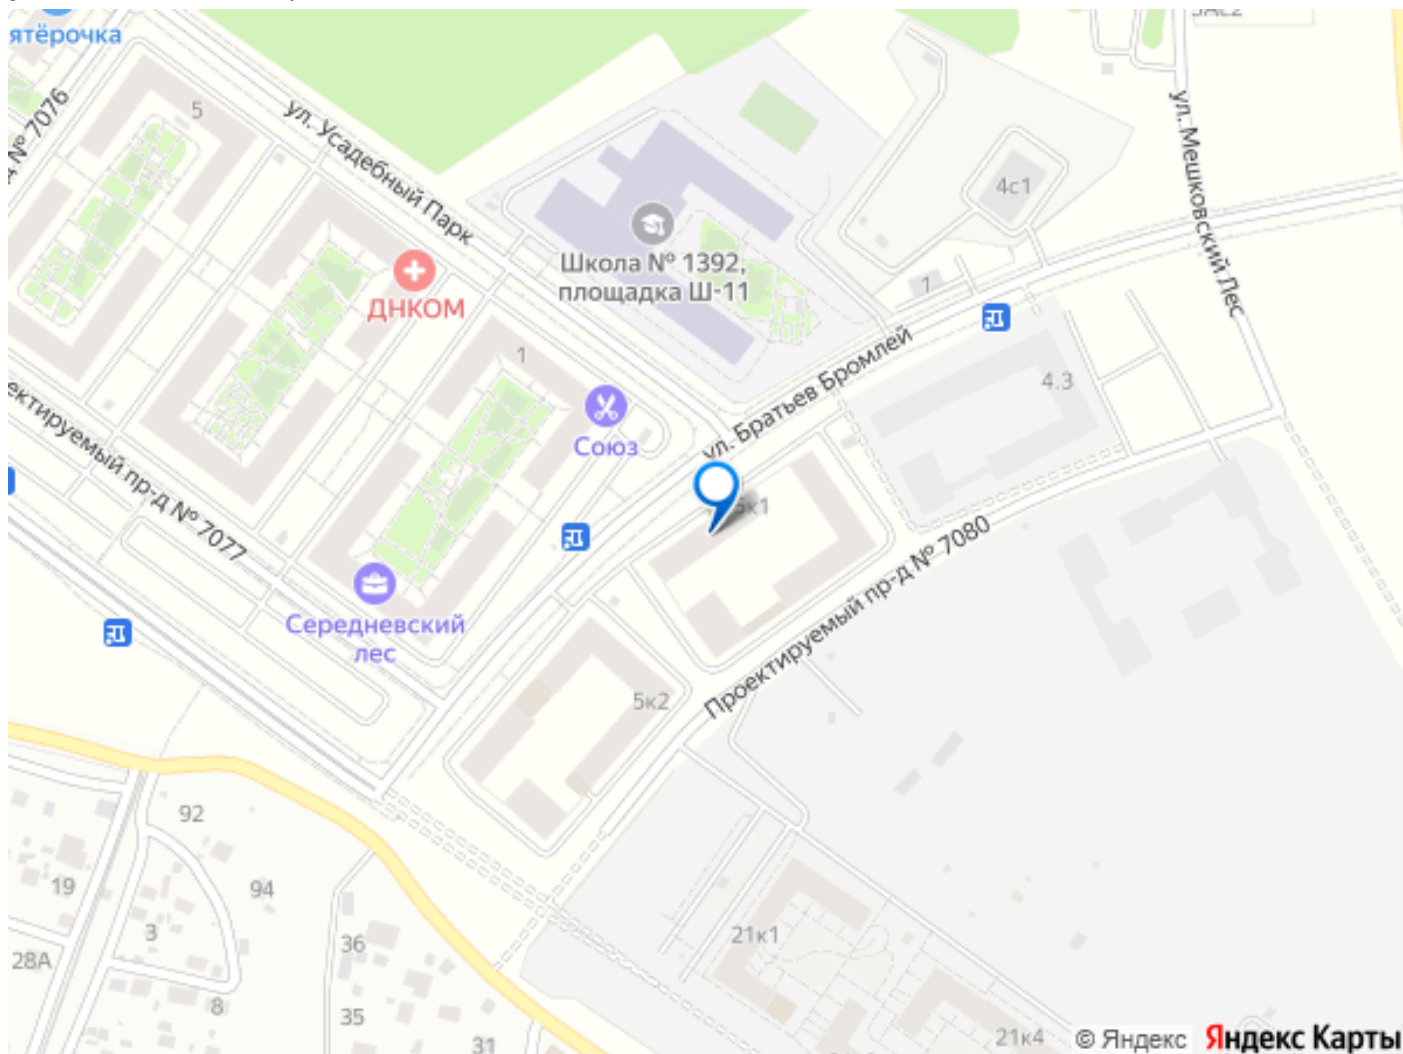 ятёрочка
№ 7076
5
ул. Усадебный Парк
ул. Мешковский Лес
4с1
Школа № 1392,
площадка Ш-11
ДНКОМ
1
1
ул. Братьев Бромлей
4.3
Союз
ектируемый пр-д № 7077
5к1
Проектируемый пр-д № 7080
Середневский
лес
5к2
92
19
94
3
36
28А
8
35
31
21к1
21к4
© Яндекс
Яндекс Карты